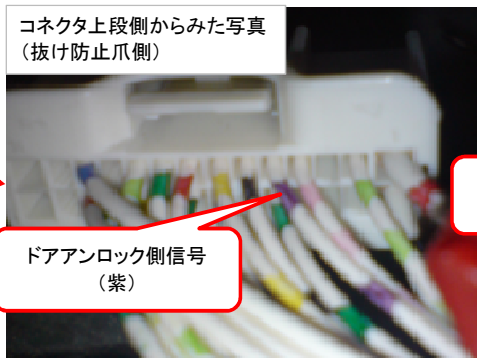 コネクタ上段側からみた写真
（抜け防止爪側）
ドアアンロック側信号
（紫）